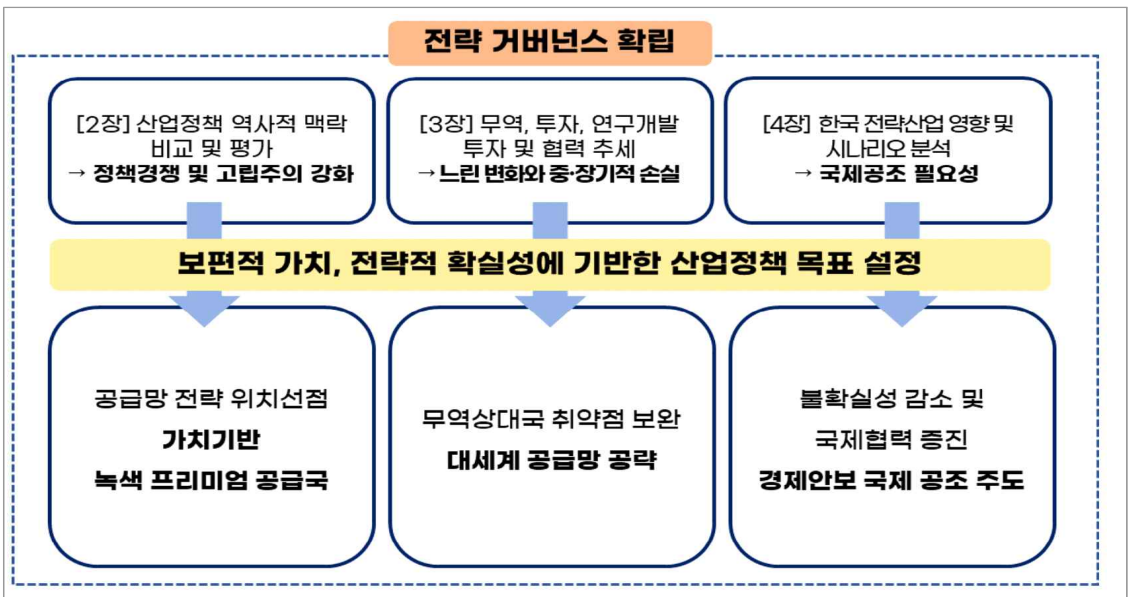 전략 거버넌스 확립
[2장] 산업정책 역사적 맥락
비교 및 평가
→ 정책경쟁 및 고립주의 강화
[3장] 무역, 투자, 연구개발
투자 및 협력 추세
→ 느린 변화와 중·장기적 손실
[4장] 한국 전략산업 영향 및
시나리오 분석
→ 국제공조 필요성
보편적 가치, 전략적 확실성에 기반한 산업정책 목표 설정
공급망 전략 위치선점
가치기반
녹색 프리미엄 공급국
무역상대국 취약점 보완
대세계 공급망 공략
불확실성 감소 및
국제협력 증진
경제안보 국제 공조 주도